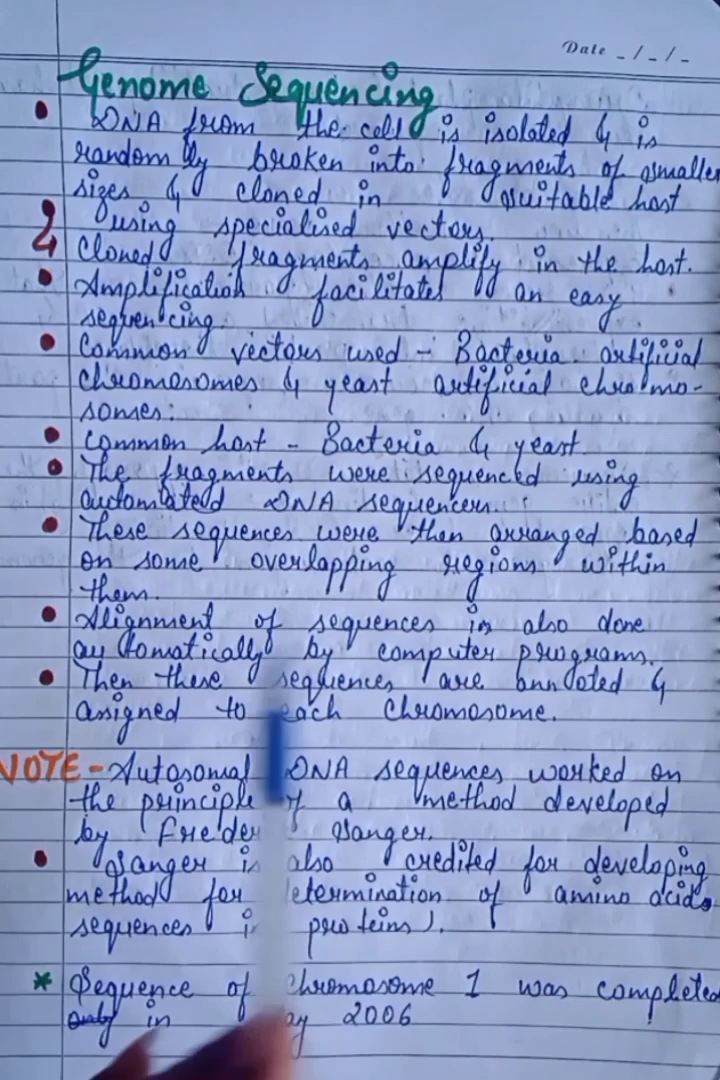 Date _/_/_
Genome Sequencing
• DNA from the cell is isolated & is
randomly broken into fragments of smaller
sizes & cloned in suitable host
using specialised vectors.
Cloned fragments amplify in the host.
• Amplification facilitates an easy
sequencing.
• Common vectors used - Bacteria artificial
chromosomes & yeast artificial chromo-
somes.
• Common host - Bacteria & yeast
• The fragments were sequenced using
automated DNA sequencers.
• These sequences were then arranged based
on some overlapping regions within
them.
• Alignment of sequences is also done
automatically by computer programs.
• Then these sequences are annoted &
assigned to each chromosome.
NOTE - Autosomal DNA sequences worked on
the principle of a method developed
by Sanger.
• Sanger is also credited for developing
method for determination of amino acids
sequences proteins).
* Sequence of chromosome 1 was completed
in 2006